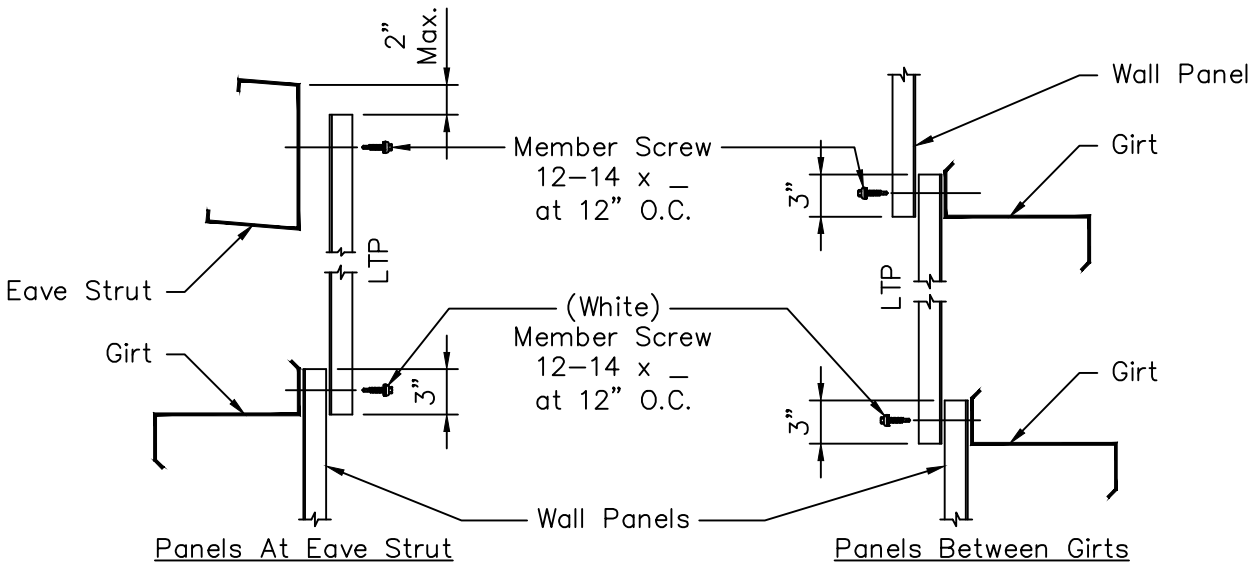 2”
Max.
Wall Panel
Member Screw
12–14 x _
at 12” O.C.
Girt
3”
LTP
LTP
Eave Strut
(White)
Member Screw
12–14 x _
at 12” O.C.
Girt
3”
Girt
3”
Wall Panels
Panels At Eave Strut
Panels Between Girts